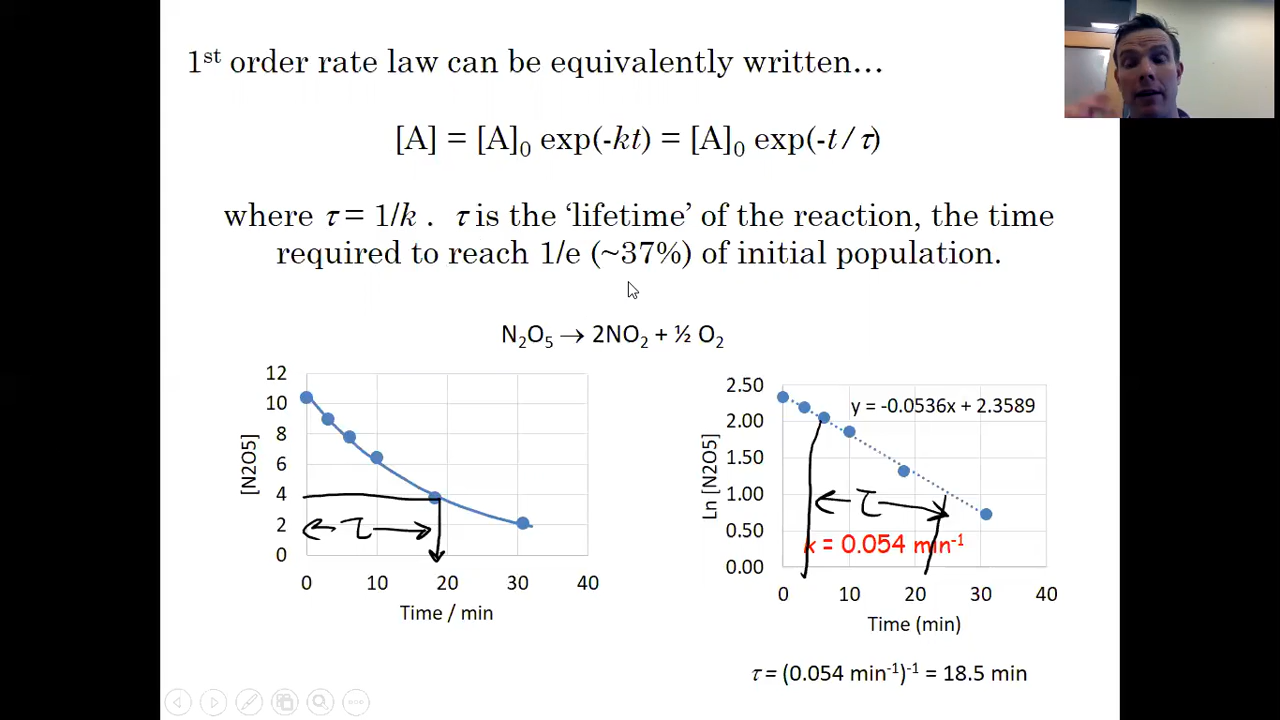 1st order rate law can be equivalently written…
[A] = [A]0 exp(-kt) = [A]0 exp(-t/τ)
where τ = 1/k . τ is the ‘lifetime’ of the reaction, the time
required to reach 1/e (~37%) of initial population.
N2O5 → 2NO2 + ½ O2
12
10
8
6
4
2
0
[N2O5]
τ
0 10 20 30 40
Time / min
2.50
2.00
1.50
1.00
0.50
0.00
Ln [N2O5]
y = -0.0536x + 2.3589
τ
k = 0.054 min-1
0 10 20 30 40
Time (min)
τ = (0.054 min-1)-1 = 18.5 min